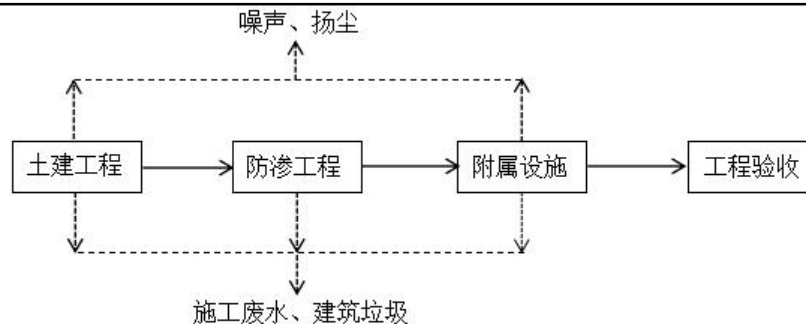 噪声、扬尘
土建工程
防渗工程
附属设施
工程验收
施工废水、建筑垃圾